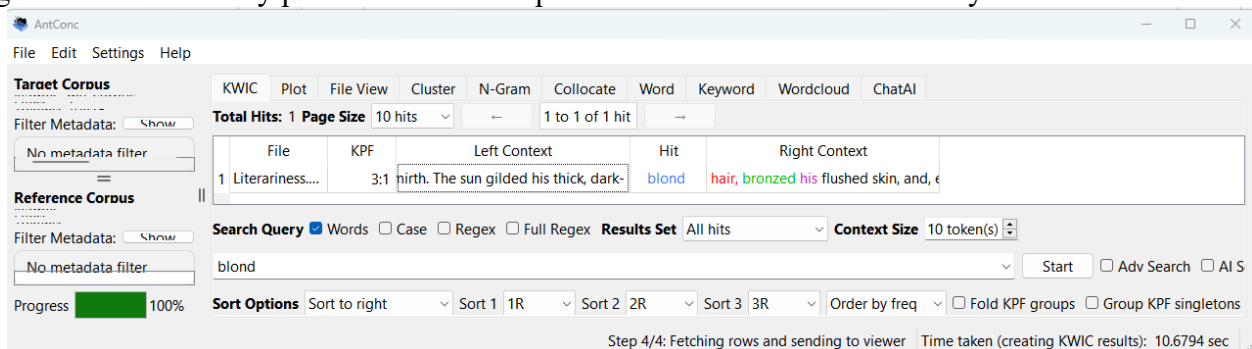 AntConc
File Edit Settings Help
Target Corpus
KWIC Plot File View Cluster N-Gram Collocate Word Keyword Wordcloud ChatAI
Filter Metadata: Show
Total Hits: 1 Page Size 10 hits ← 1 to 1 of 1 hit →
No metadata filter
File KPF Left Context Hit Right Context
1 Literariness.... 3:1 nirth. The sun gilded his thick, dark- blond hair, bronzed his flushed skin, and, e
Reference Corpus
Filter Metadata: Show
Search Query Words Case Regex Full Regex Results Set All hits Context Size 10 token(s)
No metadata filter
blond Start Adv Search AI S
Progress 100%
Sort Options Sort to right Sort 1 1R Sort 2 2R Sort 3 3R Order by freq Fold KPF groups Group KPF singletons
Step 4/4: Fetching rows and sending to viewer Time taken (creating KWIC results): 10.6794 sec